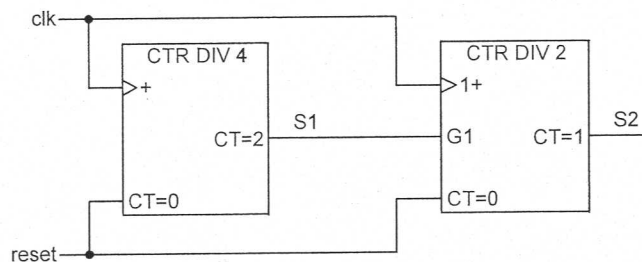 clk
CTR DIV 4
+
S1
CT=2
CT=0
reset
CTR DIV 2
1+
G1
CT=1
S2
CT=0